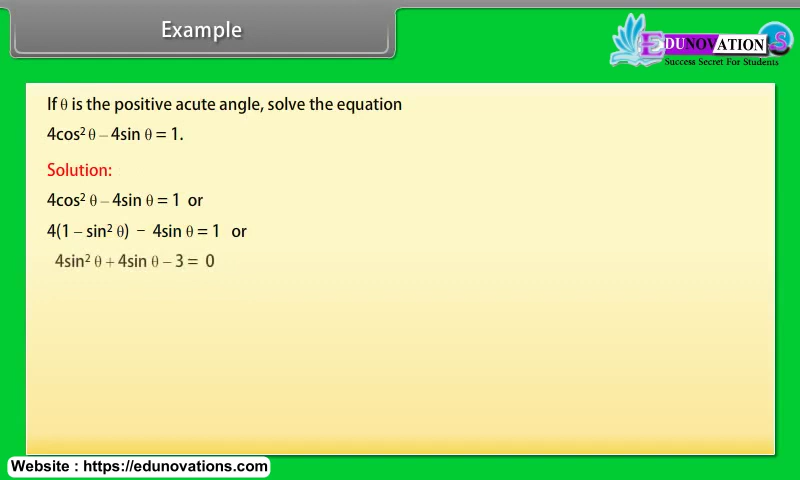 Example
EDUNOVATION S
Success Secret For Students
If θ is the positive acute angle, solve the equation
4cos² θ – 4sin θ = 1.
Solution:
4cos² θ – 4sin θ = 1 or
4(1 – sin² θ) – 4sin θ = 1 or
4sin² θ + 4sin θ – 3 = 0
Website : https://edunovations.com